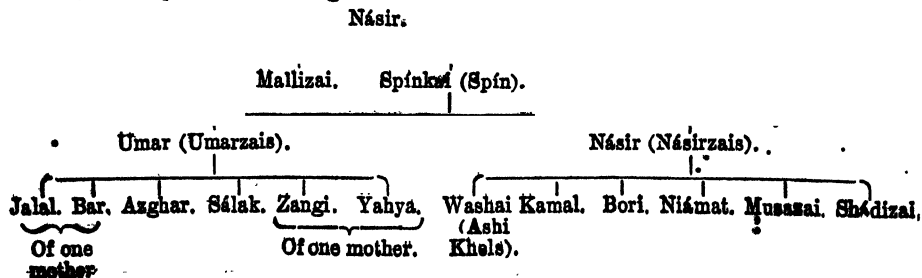 Násir.
Mallizai. Spínkai (Spín).
Umar (Umarzais). Násir (Násirzais).
Jalal. Bar. Azghar. Sálak. Zangi. Yahya. Washai Kamal. Bori. Niámat. Musazai. Shádizai.
(Ashi
Of one Of one mother. Khels).
mother